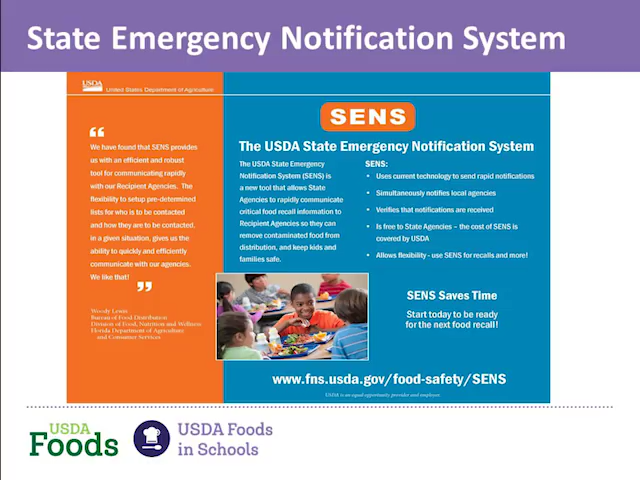 State Emergency Notification System
USDA
United States Department of Agriculture
SENS
The USDA State Emergency Notification System
“
We have found that SENS provides
us with an efficient and robust
tool for communicating rapidly
with our Recipient Agencies. The
flexibility to setup pre-determined
lists for who is to be contacted
and how they are to be contacted,
in a given situation, gives us the
ability to quickly and efficiently
communicate with our agencies.
We like that!
”
Woody Lewis
Bureau of Food Distribution
Division of Food, Nutrition and Wellness
Florida Department of Agriculture
and Consumer Services
The USDA State Emergency
Notification System (SENS) is
a new tool that allows State
Agencies to rapidly communicate
critical food recall information to
Recipient Agencies so they can
remove contaminated food from
distribution, and keep kids and
families safe.
SENS:
• Uses current technology to send rapid notifications
• Simultaneously notifies local agencies
• Verifies that notifications are received
• Is free to State Agencies – the cost of SENS is
covered by USDA
• Allows flexibility - use SENS for recalls and more!
SENS Saves Time
Start today to be ready
for the next food recall!
www.fns.usda.gov/food-safety/SENS
USDA is an equal opportunity provider and employer.
USDA
Foods
USDA Foods
in Schools